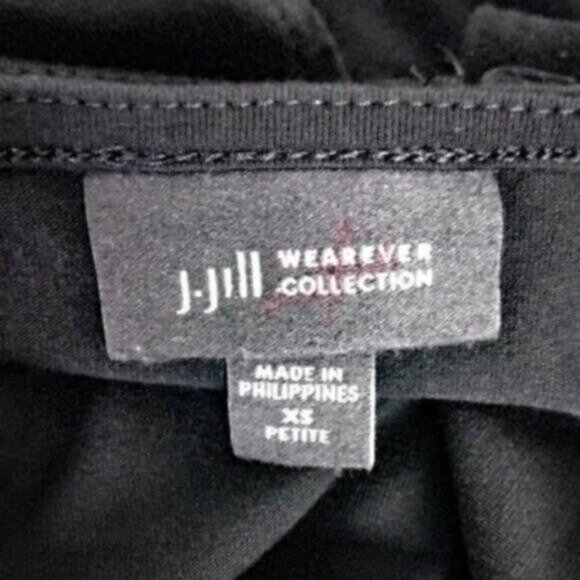 J.Jill WEAREVER
COLLECTION
MADE IN
PHILIPPINES
XS
PETITE